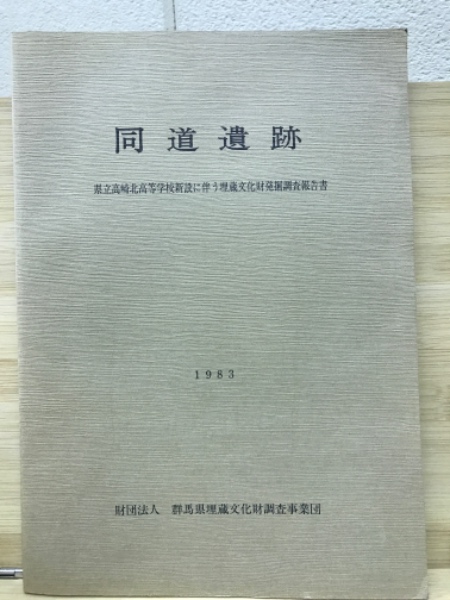 同道遺跡
県立高崎北高等学校新設に伴う埋蔵文化財発掘調査報告書
1983
財団法人 群馬県埋蔵文化財調査事業団